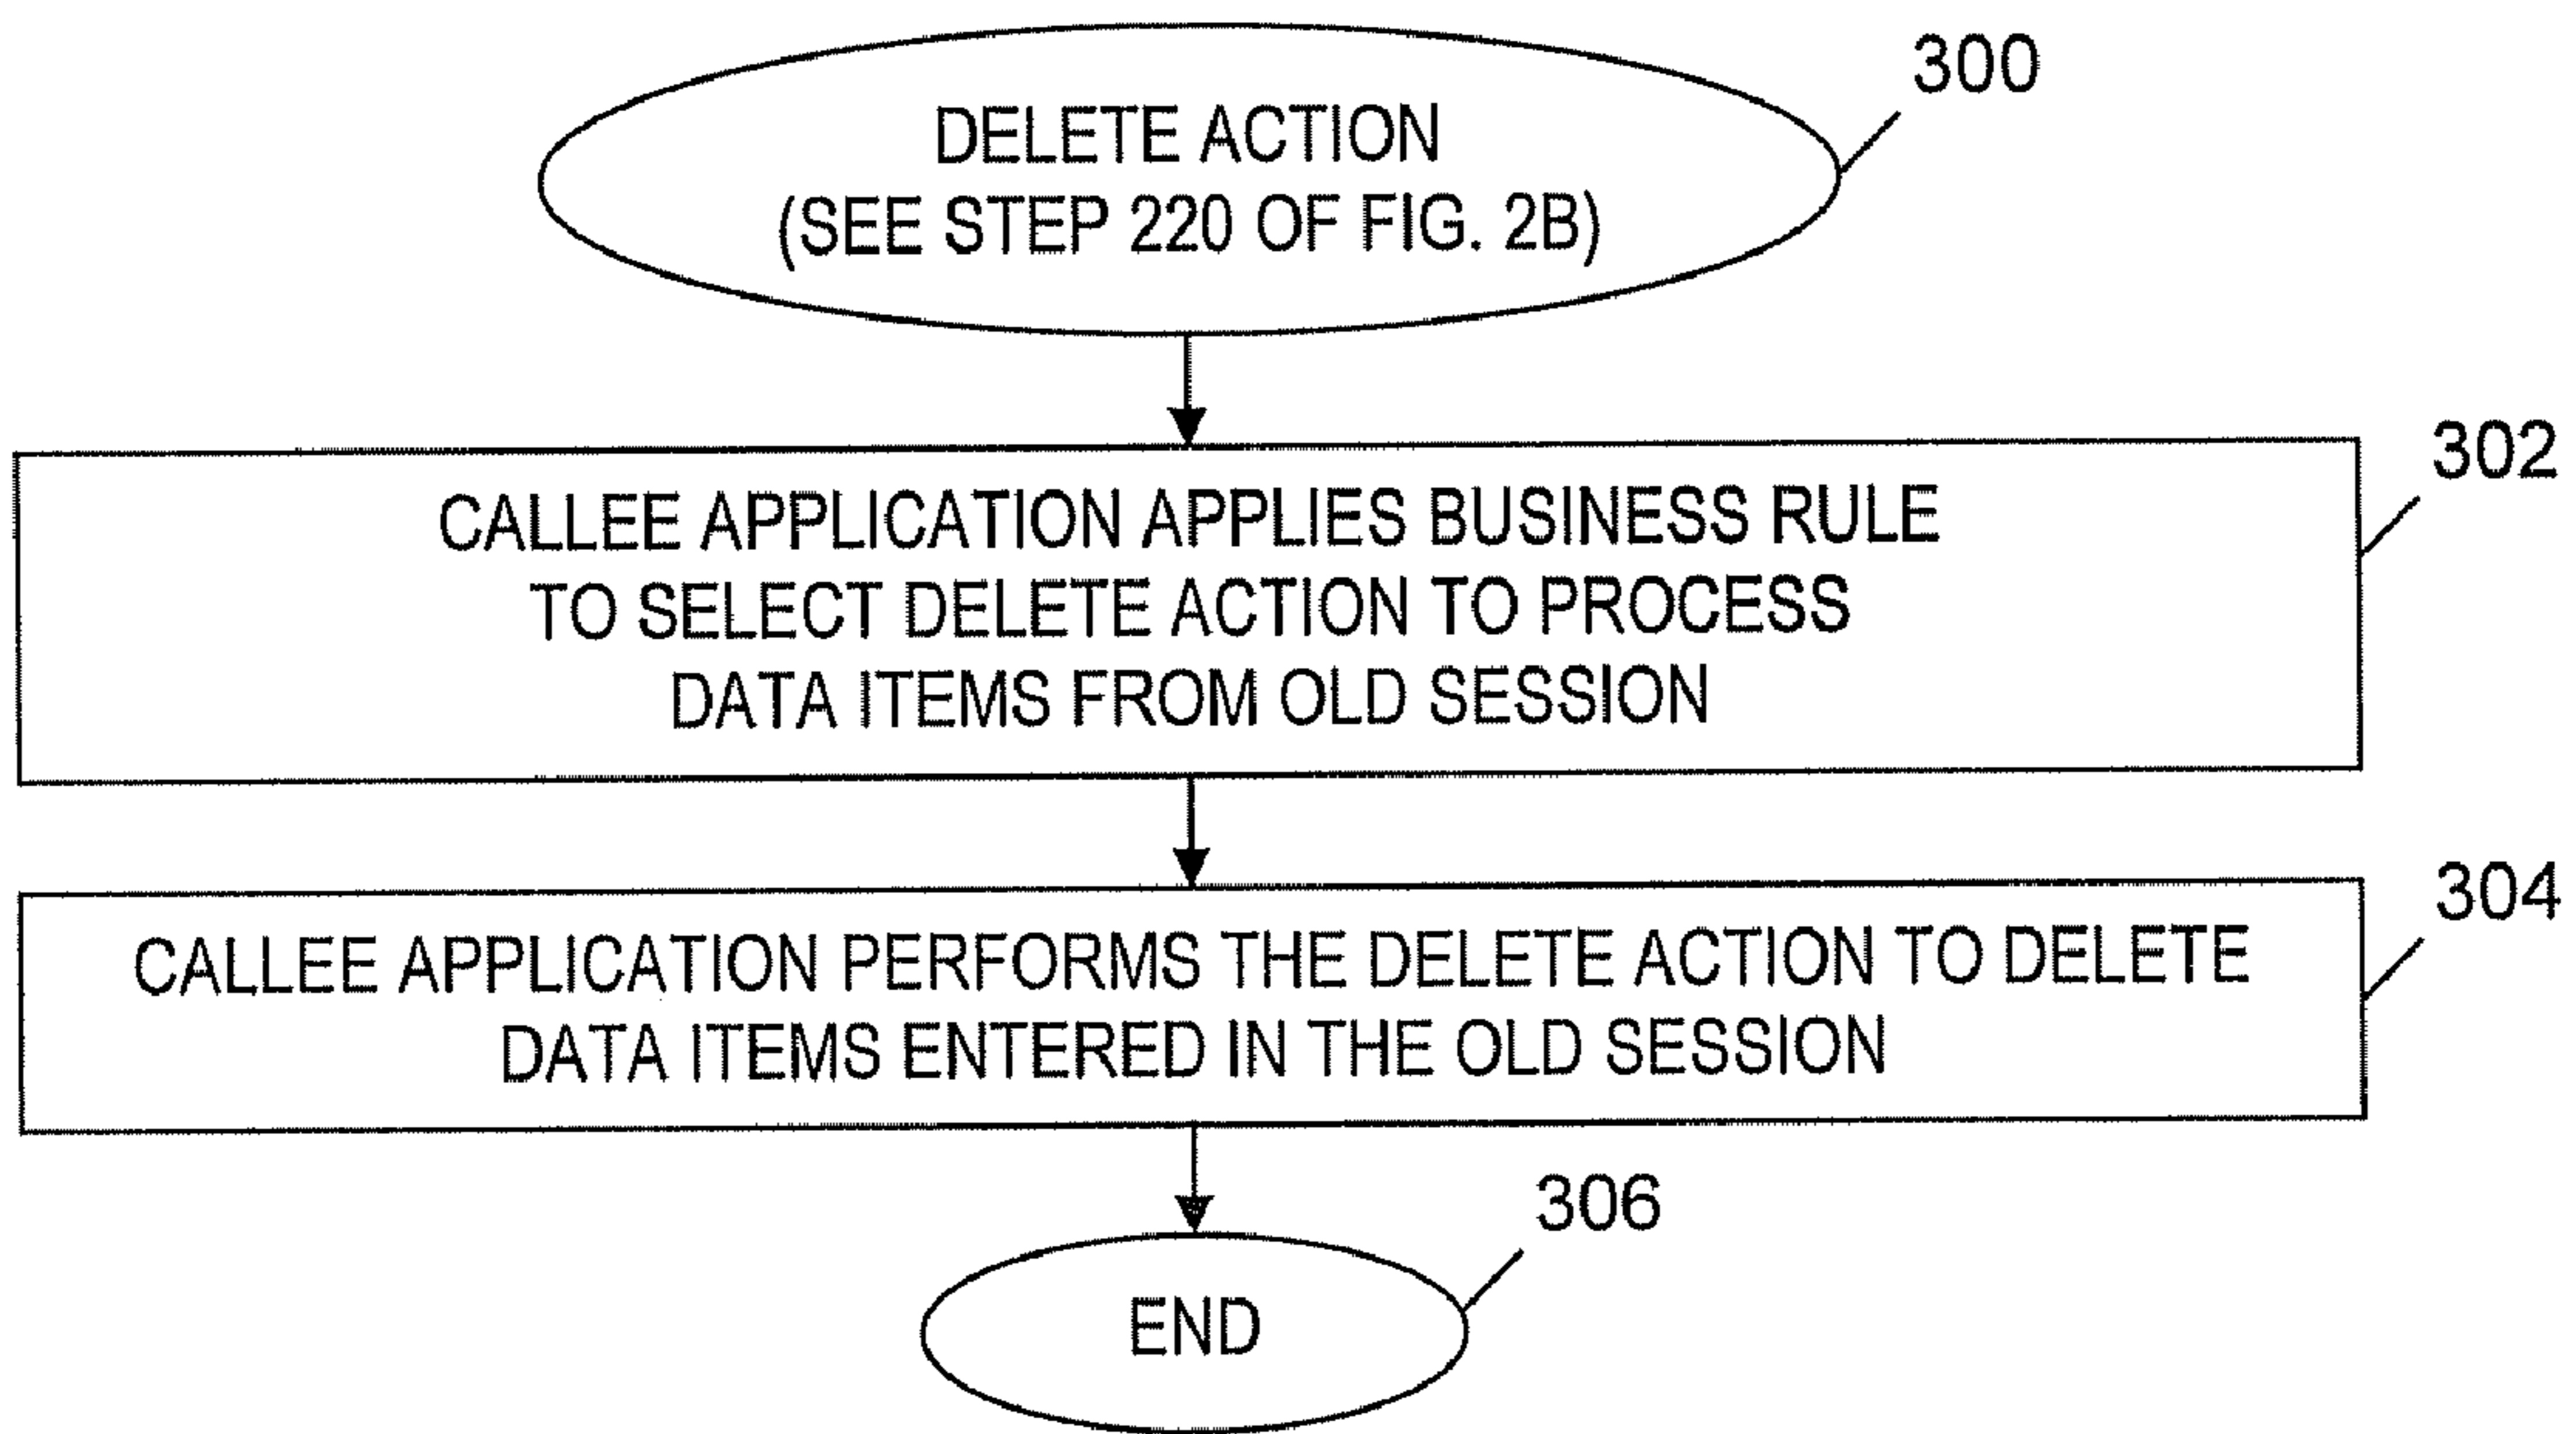 300
DELETE ACTION
(SEE STEP 220 OF FIG. 2B)
302
CALLEE APPLICATION APPLIES BUSINESS RULE
TO SELECT DELETE ACTION TO PROCESS
DATA ITEMS FROM OLD SESSION
304
CALLEE APPLICATION PERFORMS THE DELETE ACTION TO DELETE
DATA ITEMS ENTERED IN THE OLD SESSION
306
END